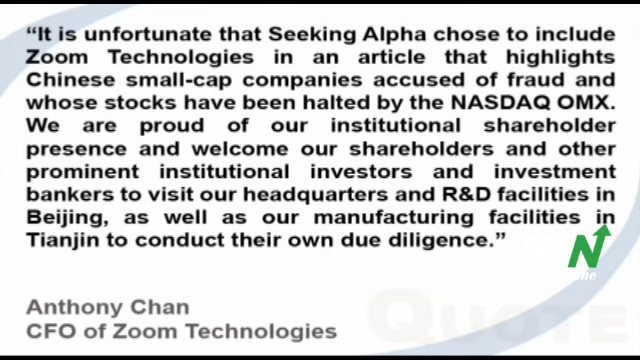 “It is unfortunate that Seeking Alpha chose to include
Zoom Technologies in an article that highlights
Chinese small-cap companies accused of fraud and
whose stocks have been halted by the NASDAQ OMX.
We are proud of our institutional shareholder
presence and welcome our shareholders and other
prominent institutional investors and investment
bankers to visit our headquarters and R&D facilities in
Beijing, as well as our manufacturing facilities in
Tianjin to conduct their own due diligence.”
N
Anthony Chan
CFO of Zoom Technologies
QUOTE